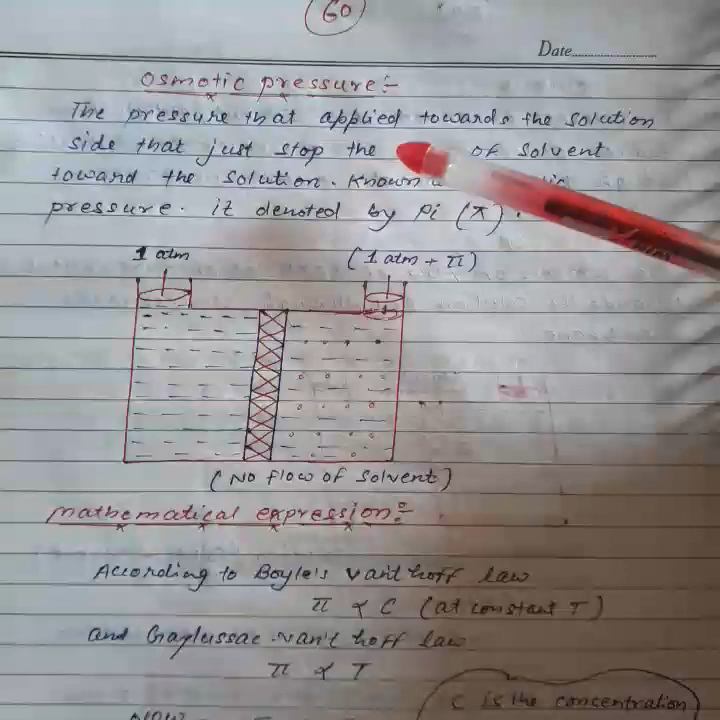 60
Date
Osmotic pressure:-
The pressure that applied towards the solution
side that just stop the of solvent
toward the solution. Known
pressure. it denoted by Pi (π).
1 atm (1 atm + π)
(No flow of solvent)
mathematical expression:-
According to Boyle's van't hoff law
π ∝ C (at constant T)
and Gaylussac van't hoff law
π ∝ T
C is the concentration
Now